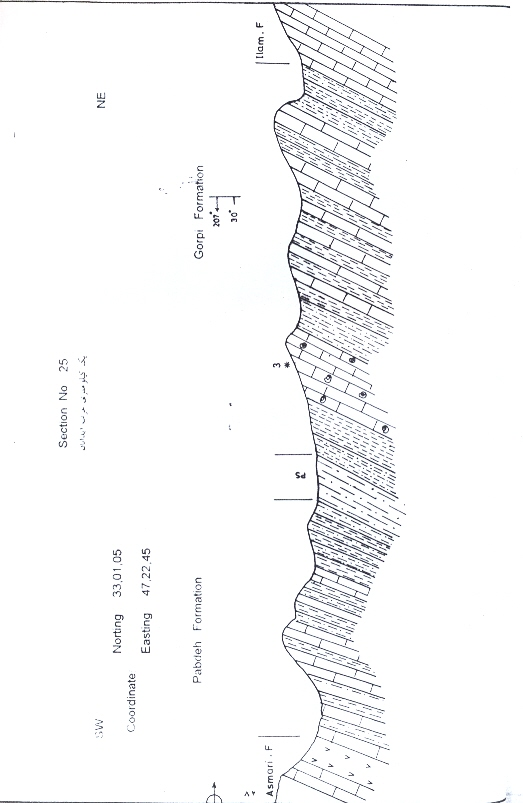 Section No 25
SW
NE
Coordinate
Norting 33,01,05
Easting 47,22,45
Pabdeh Formation
Gorpi Formation
207°
30°
Asmari . F
Ilam . F
Pd
3 *